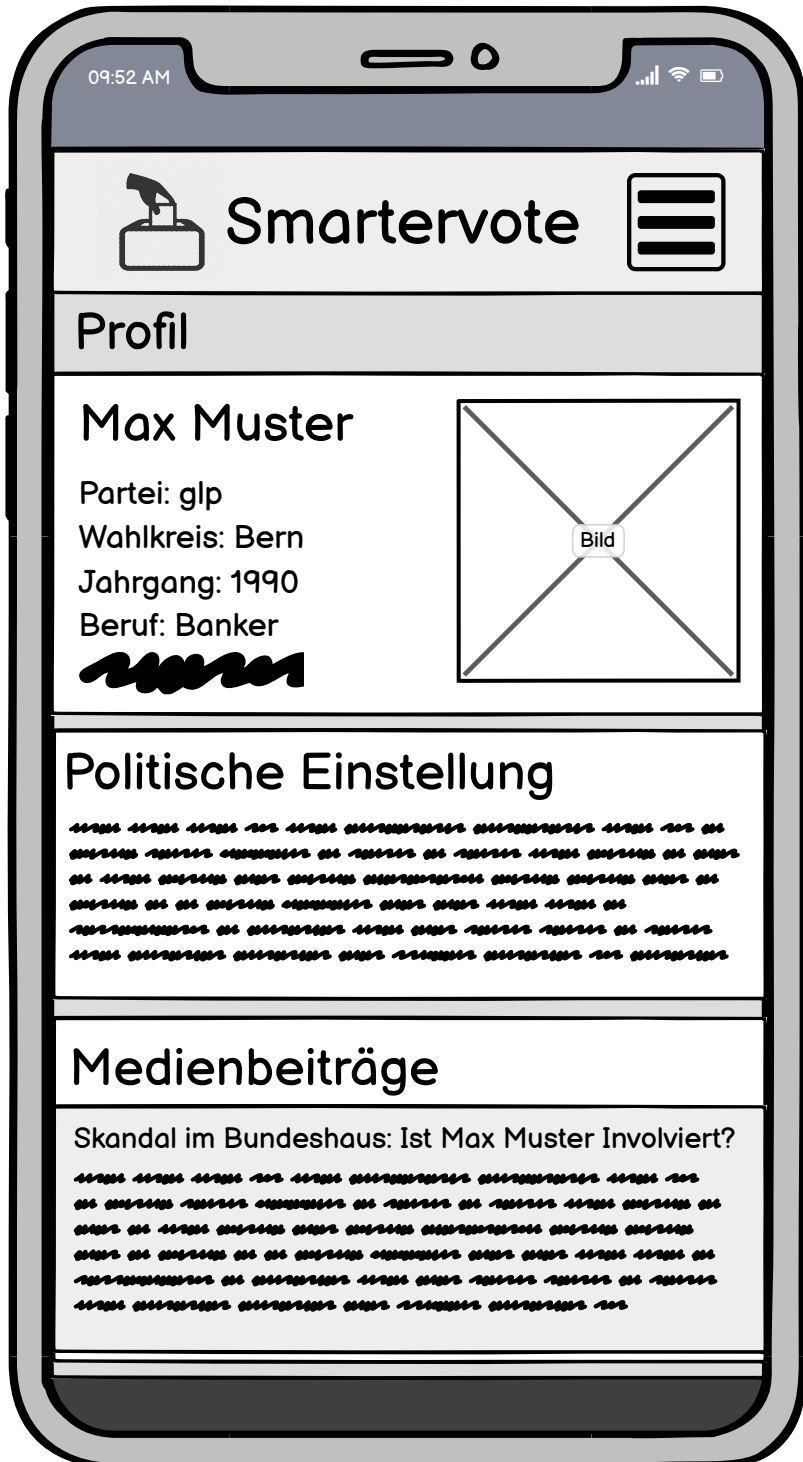 09:52 AM
Smartervote
Profil
Max Muster
Partei: glp
Wahlkreis: Bern
Jahrgang: 1990
Beruf: Banker
Bild
Politische Einstellung
Medienbeiträge
Skandal im Bundeshaus: Ist Max Muster Involviert?